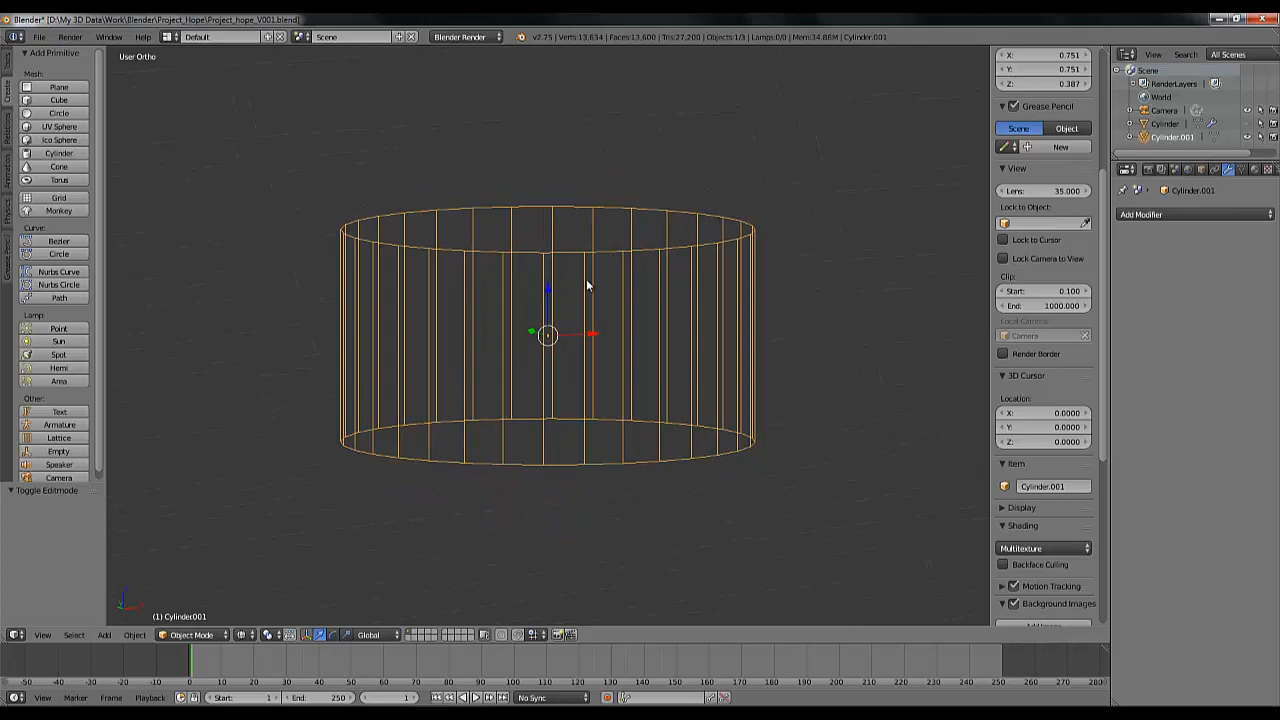 Blender* [D:\My 3D Data\Work\Blender\Project_Hope\Project_hope_V001.blend]
File Render Window Help Default Scene Blender Render v2.75 | Verts:13,634 | Faces:13,600 | Tris:27,200 | Objects:1/3 | Lamps:0/0 | Mem:34.86M | Cylinder.001
View Search All Scenes
Add Primitive
Mesh:
Plane
Cube
Circle
UV Sphere
Ico Sphere
Cylinder
Cone
Torus
Grid
Monkey
Curve:
Bezier
Circle
Nurbs Curve
Nurbs Circle
Path
Lamp:
Point
Sun
Spot
Hemi
Area
Other:
Text
Armature
Lattice
Empty
Speaker
Camera
Toggle Editmode
Tools
Create
Relations
Animation
Physics
Grease Pencil
User Ortho
(1) Cylinder.001
X: 0.751
Y: 0.751
Z: 0.387
Grease Pencil
Scene Object
New
View
Lens: 35.000
Lock to Object:
Lock to Cursor
Lock Camera to View
Clip:
Start: 0.100
End: 1000.000
Local Camera:
Camera
Render Border
3D Cursor
Location:
X: 0.0000
Y: 0.0000
Z: 0.0000
Item
Cylinder.001
Display
Shading
Multitexture
Backface Culling
Motion Tracking
Background Images
Scene
RenderLayers
World
Camera
Cylinder
Cylinder.001
Cylinder.001
Add Modifier
View Select Add Object Object Mode Global
-50 -40 -30 -20 -10 0 10 20 30 40 50 60 70 80 90 100 110 120 130 140 150 160 170 180 190 200 210 220 230 240 250 260 270 280
View Marker Frame Playback Start: 1 End: 250 1 No Sync